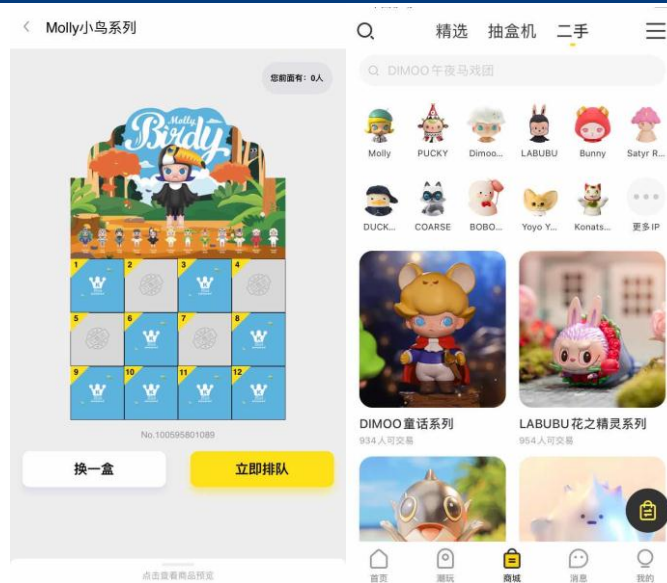 Molly小鸟系列
您前面有：0人
Molly
Birdy
1
2
3
4
5
6
7
8
9
10
11
12
No.100595801089
换一盒
立即排队
点击查看商品预览
精选 抽盒机 二手
DIMOO午夜马戏团
Molly PUCKY Dimoo... LABUBU Bunny Satyr R...
DUCK... COARSE BOBO... Yoyo Y... Konats... 更多IP
DIMOO童话系列
934人可交易
LABUBU花之精灵系列
954人可交易
首页 潮玩 商城 消息 我的